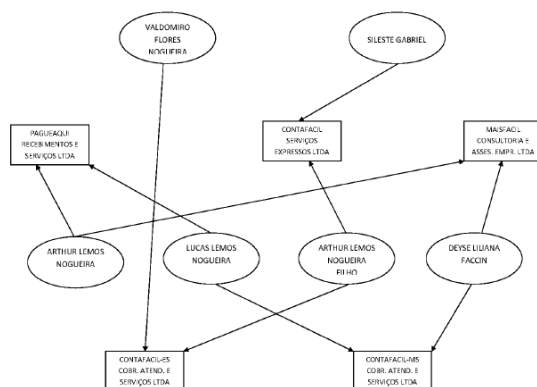 VALDOMIRO
FLORES
NOGUEIRA
SILESTE GABRIEL
PAGUEAQUI
RECEBIMENTOS E
SERVIÇOS LTDA
CONTAFACIL
SERVIÇOS
EXPRESSOS LTDA
MAISFACIL
CONSULTORIA E
ASSES. EMPR. LTDA
ARTHUR LEMOS
NOGUEIRA
LUCAS LEMOS
NOGUEIRA
ARTHUR LEMOS
NOGUEIRA
FILHO
DEYSE LILIANA
FACCIN
CONTAFACIL-ES
COBR. ATEND. E
SERVIÇOS LTDA
CONTAFACIL-MS
COBR. ATEND. E
SERVIÇOS LTDA